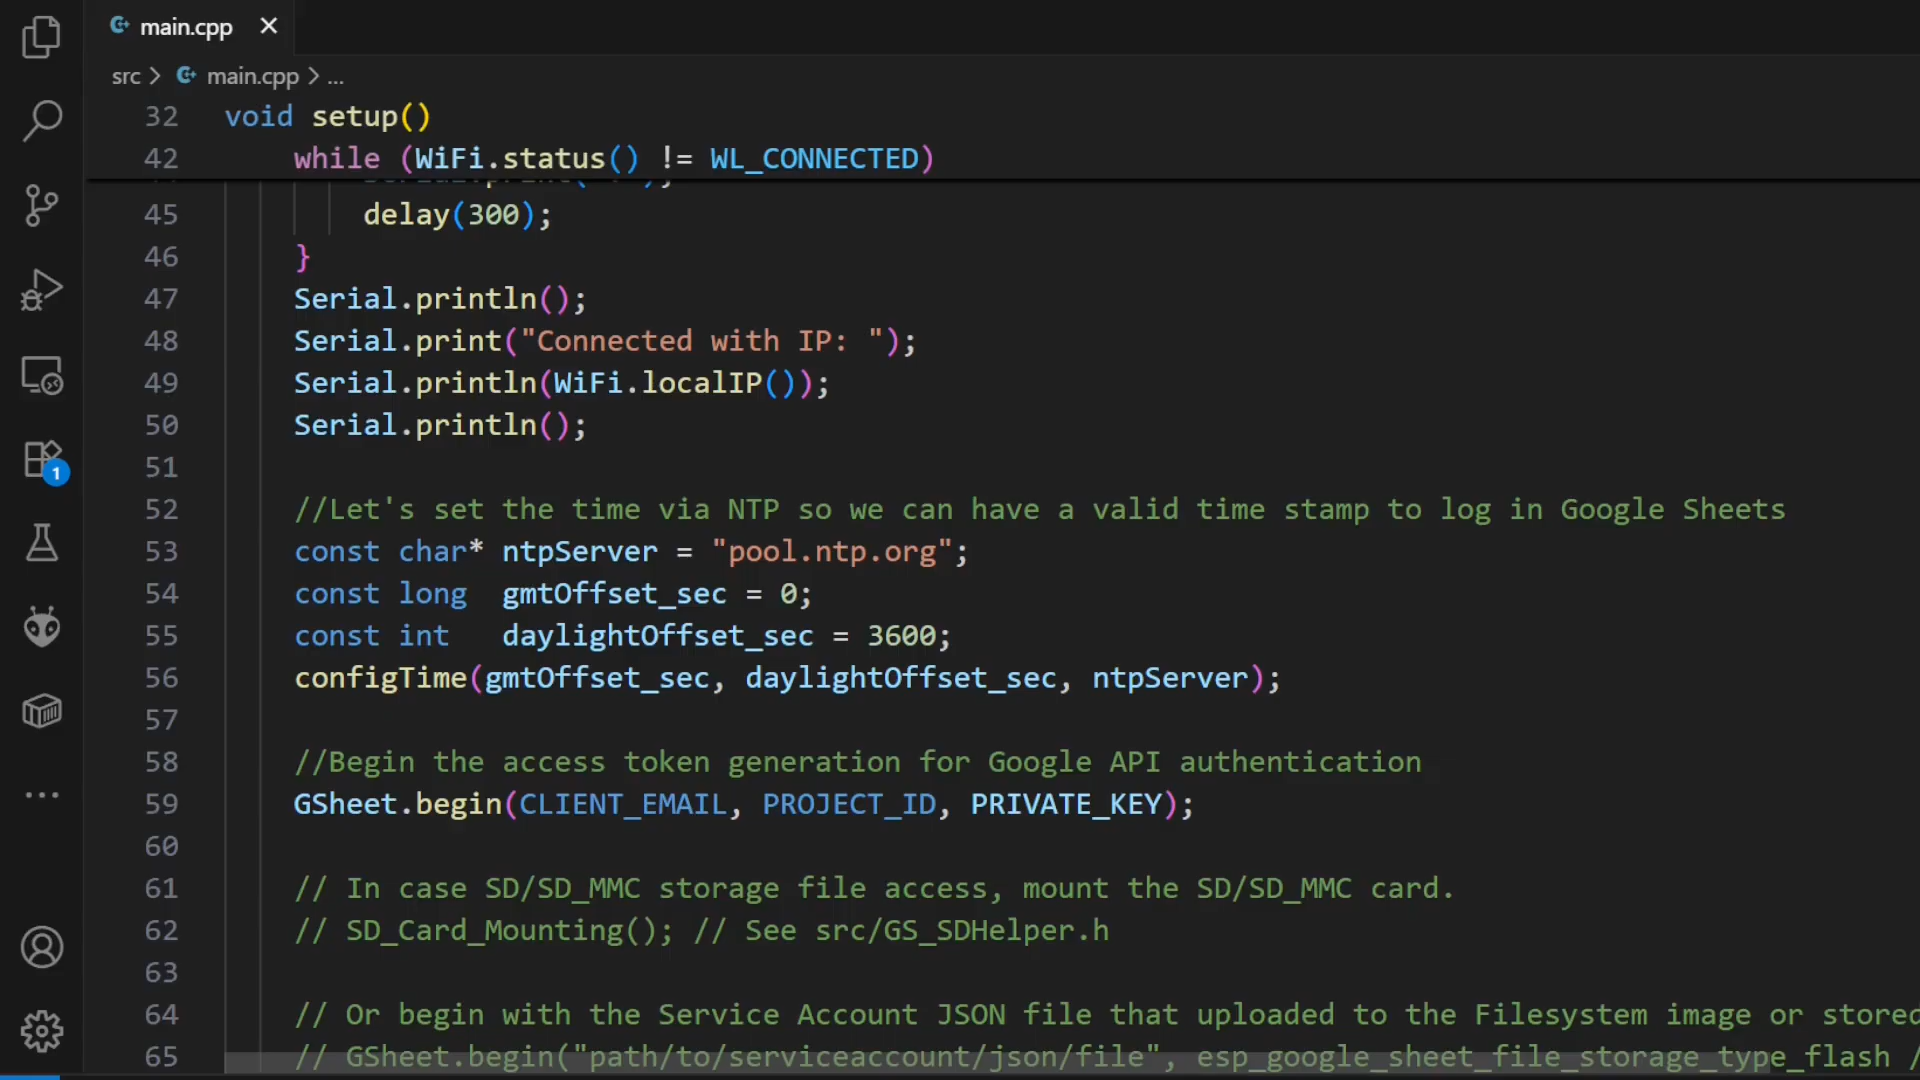 main.cpp
src > main.cpp > ...
32 void setup()
42 while (WiFi.status() != WL_CONNECTED)
45 delay(300);
46 }
47 Serial.println();
48 Serial.print("Connected with IP: ");
49 Serial.println(WiFi.localIP());
50 Serial.println();
51
52 //Let's set the time via NTP so we can have a valid time stamp to log in Google Sheets
53 const char* ntpServer = "pool.ntp.org";
54 const long  gmtOffset_sec = 0;
55 const int   daylightOffset_sec = 3600;
56 configTime(gmtOffset_sec, daylightOffset_sec, ntpServer);
57
58 //Begin the access token generation for Google API authentication
59 GSheet.begin(CLIENT_EMAIL, PROJECT_ID, PRIVATE_KEY);
60
61 // In case SD/SD_MMC storage file access, mount the SD/SD_MMC card.
62 // SD_Card_Mounting(); // See src/GS_SDHelper.h
63
64 // Or begin with the Service Account JSON file that uploaded to the Filesystem image or stored
65 // GSheet.begin("path/to/serviceaccount/json/file", esp_google_sheet_file_storage_type_flash /
1